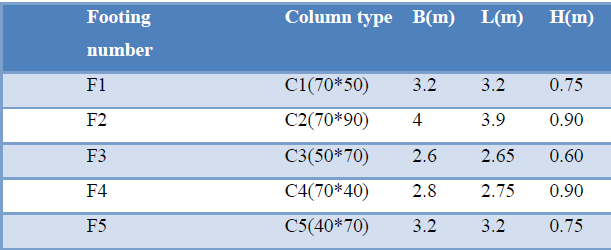 Footing number Column type B(m) L(m) H(m)
F1 C1(70*50) 3.2 3.2 0.75
F2 C2(70*90) 4 3.9 0.90
F3 C3(50*70) 2.6 2.65 0.60
F4 C4(70*40) 2.8 2.75 0.90
F5 C5(40*70) 3.2 3.2 0.75